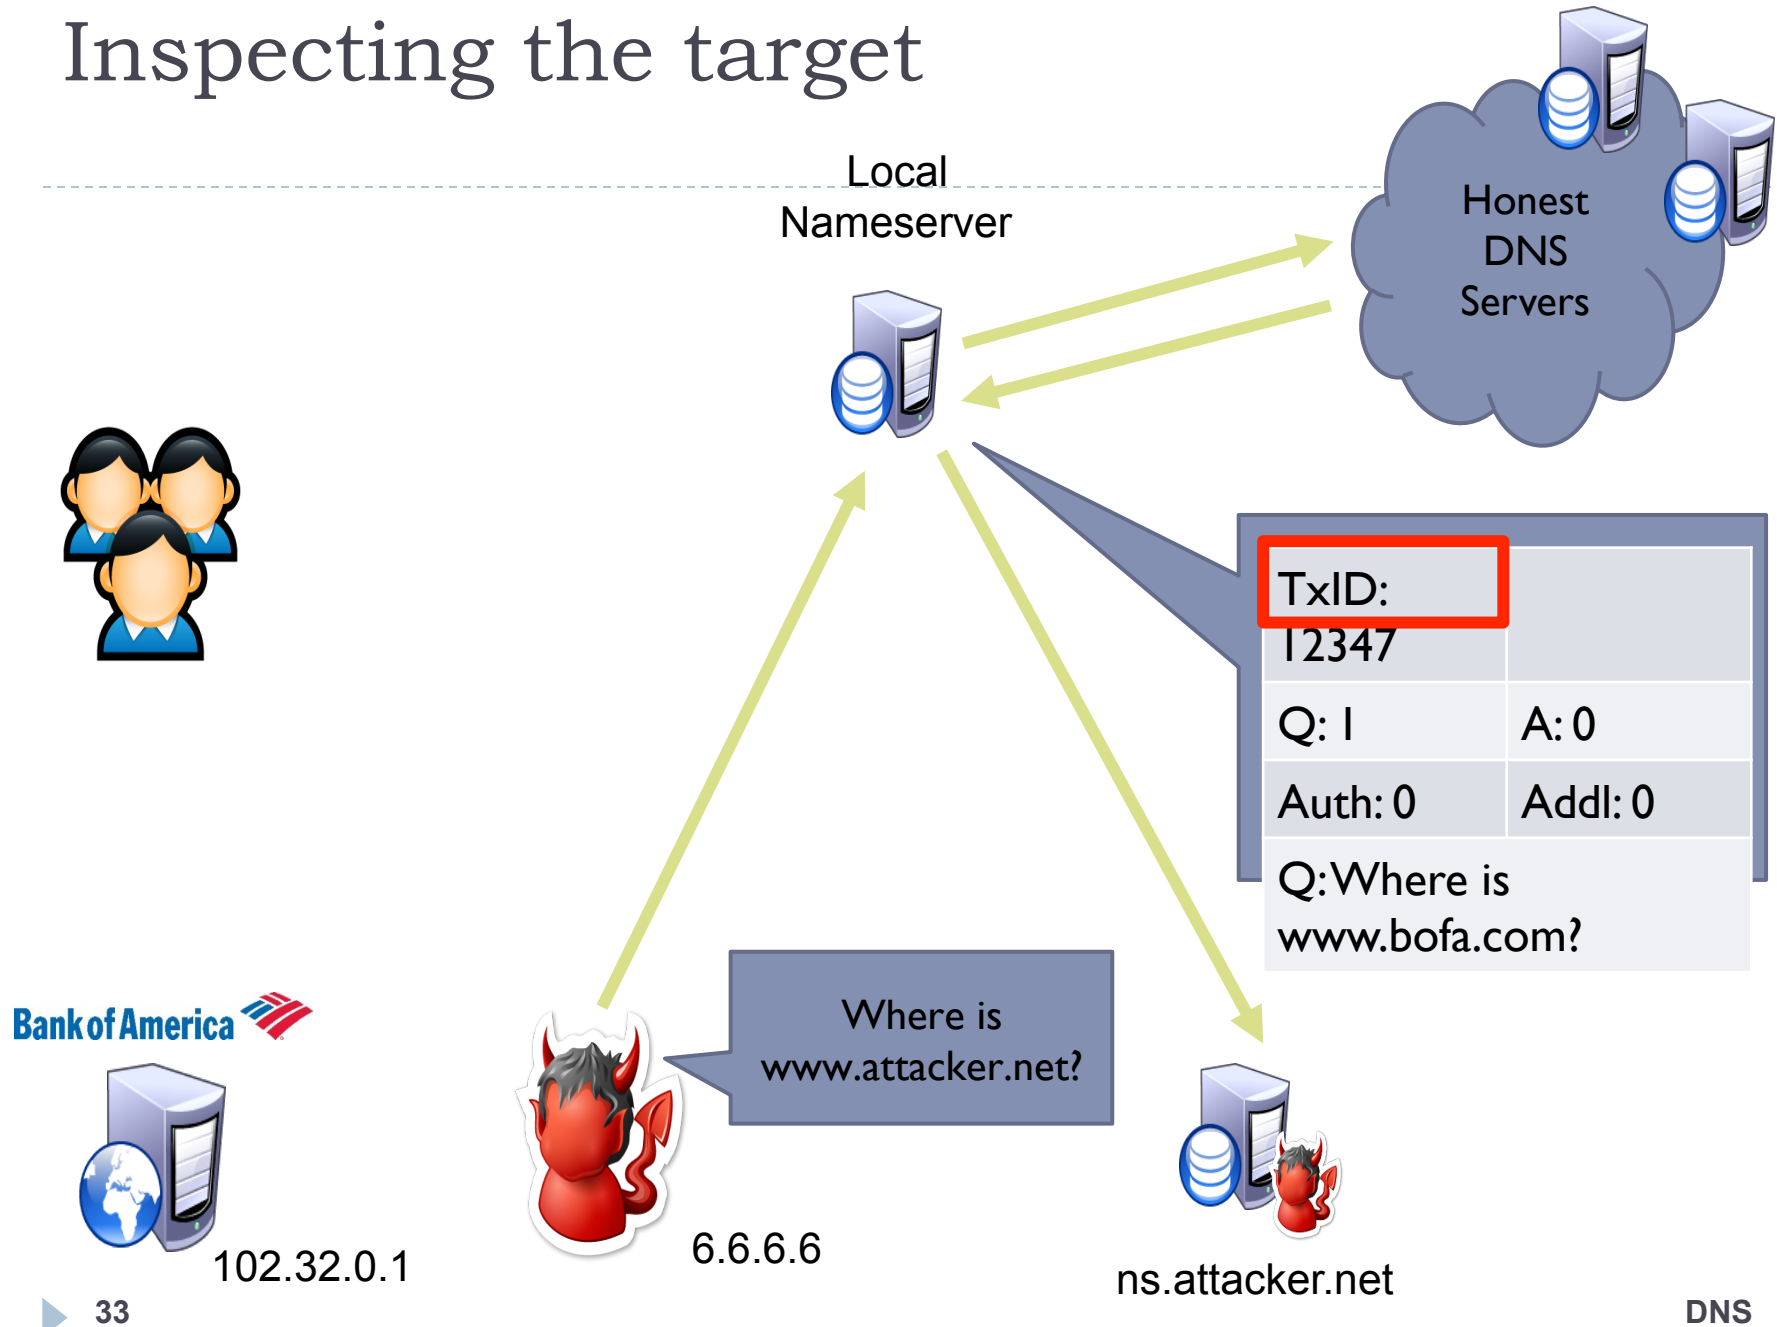 Inspecting the target
Local
Nameserver
Honest
DNS
Servers
TxID:
12347
Q: 1
A: 0
Auth: 0
Addl: 0
Q: Where is
www.bofa.com?
Where is
www.attacker.net?
Bank of America
102.32.0.1
6.6.6.6
ns.attacker.net
33
DNS